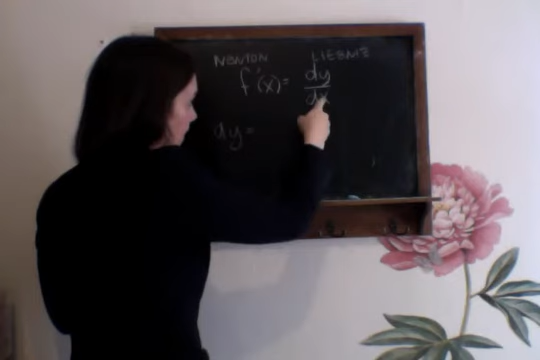 NEWTON LIEBNIZ
f'(x) = dy/dx
dy =